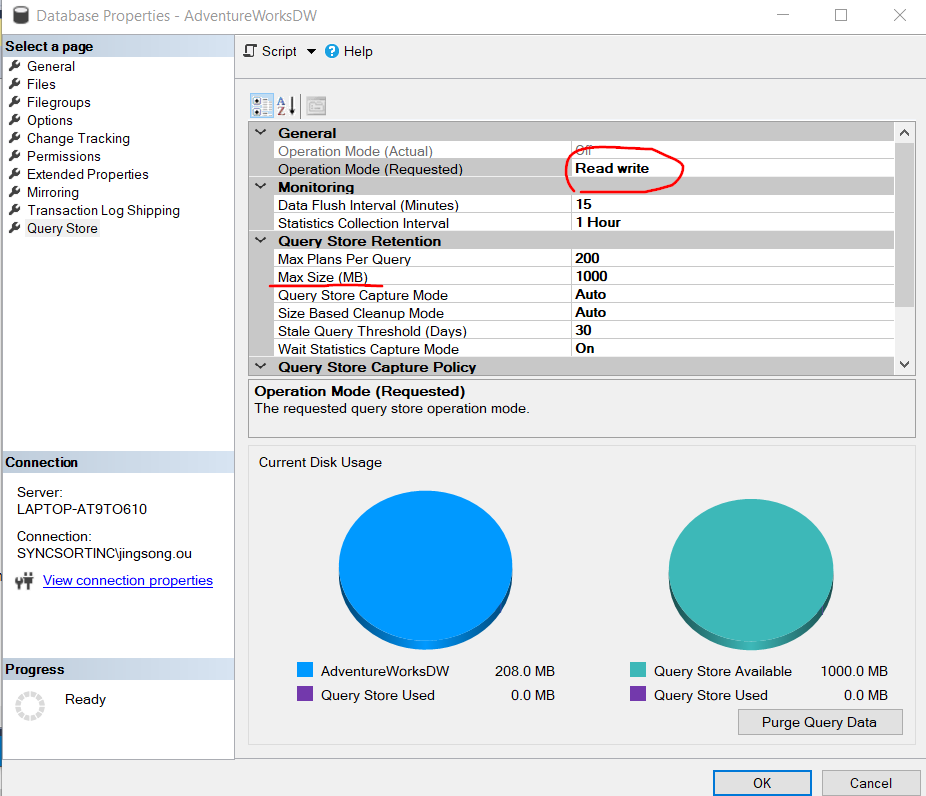 Database Properties - AdventureWorksDW
Select a page
General
Files
Filegroups
Options
Change Tracking
Permissions
Extended Properties
Mirroring
Transaction Log Shipping
Query Store
Connection
Server:
LAPTOP-AT9TO610
Connection:
SYNCSORTINC\jingsong.ou
View connection properties
Progress
Ready
Script Help
General
Operation Mode (Actual) Off
Operation Mode (Requested) Read write
Monitoring
Data Flush Interval (Minutes) 15
Statistics Collection Interval 1 Hour
Query Store Retention
Max Plans Per Query 200
Max Size (MB) 1000
Query Store Capture Mode Auto
Size Based Cleanup Mode Auto
Stale Query Threshold (Days) 30
Wait Statistics Capture Mode On
Query Store Capture Policy
Operation Mode (Requested)
The requested query store operation mode.
Current Disk Usage
AdventureWorksDW 208.0 MB
Query Store Used 0.0 MB
Query Store Available 1000.0 MB
Query Store Used 0.0 MB
Purge Query Data
OK Cancel